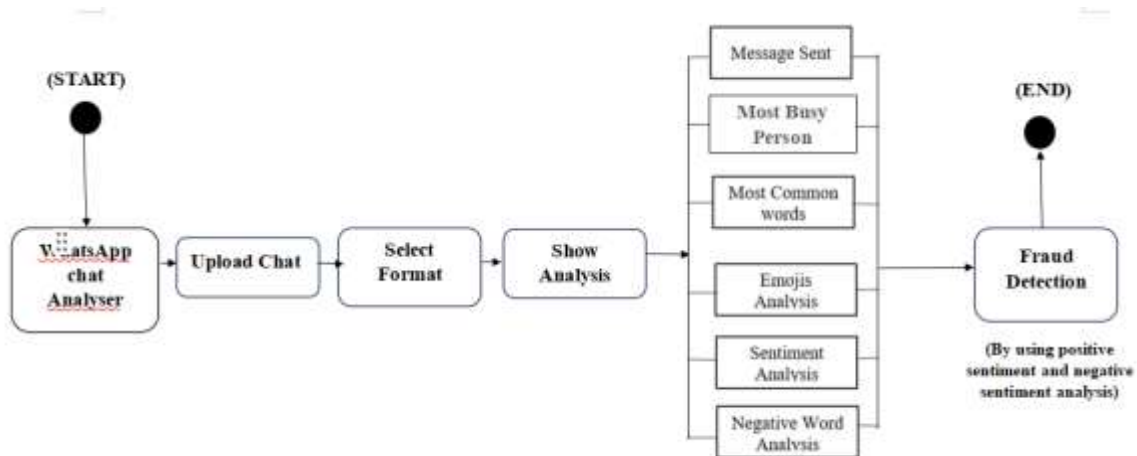 (START)
WhatsApp
chat
Analyser
Upload Chat
Select
Format
Show
Analysis
Message Sent
Most Busy
Person
Most Common
words
Emojis
Analysis
Sentiment
Analysis
Negative Word
Analysis
(END)
Fraud
Detection
(By using positive
sentiment and negative
sentiment analysis)